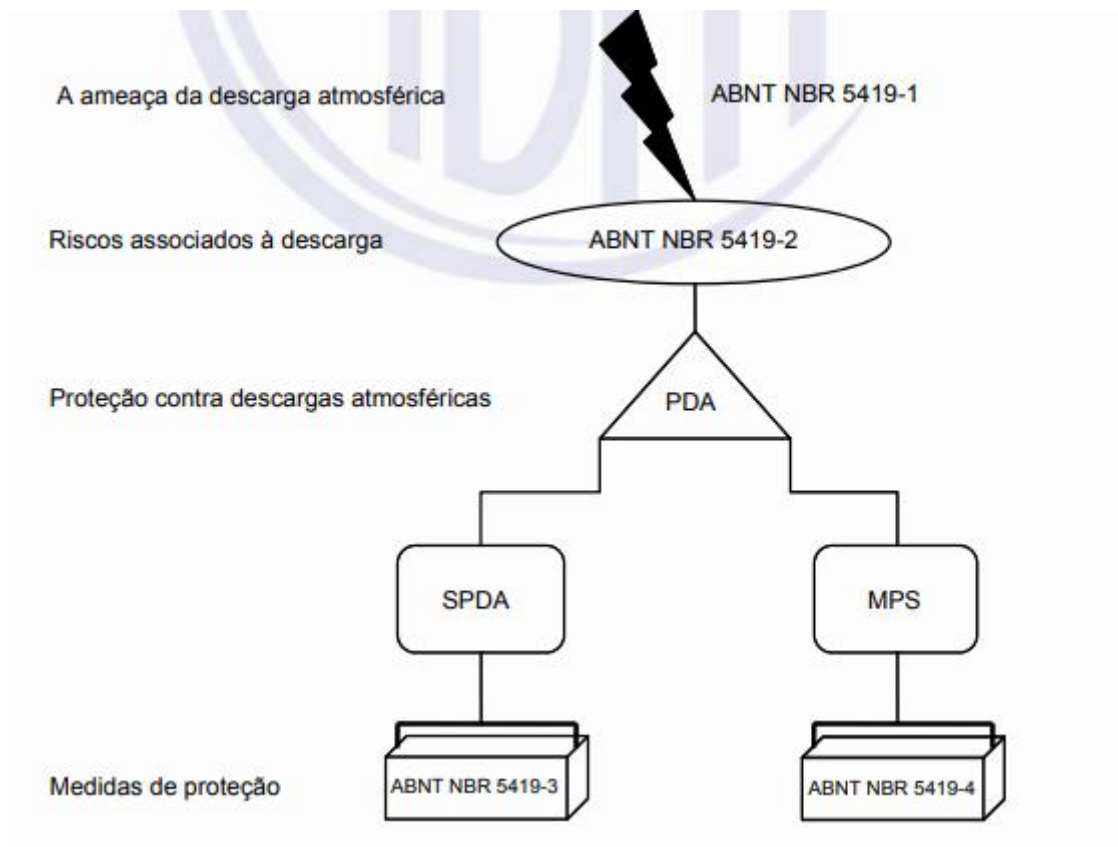 A ameaça da descarga atmosférica
ABNT NBR 5419-1
Riscos associados à descarga
ABNT NBR 5419-2
Proteção contra descargas atmosféricas
PDA
SPDA
MPS
Medidas de proteção
ABNT NBR 5419-3
ABNT NBR 5419-4